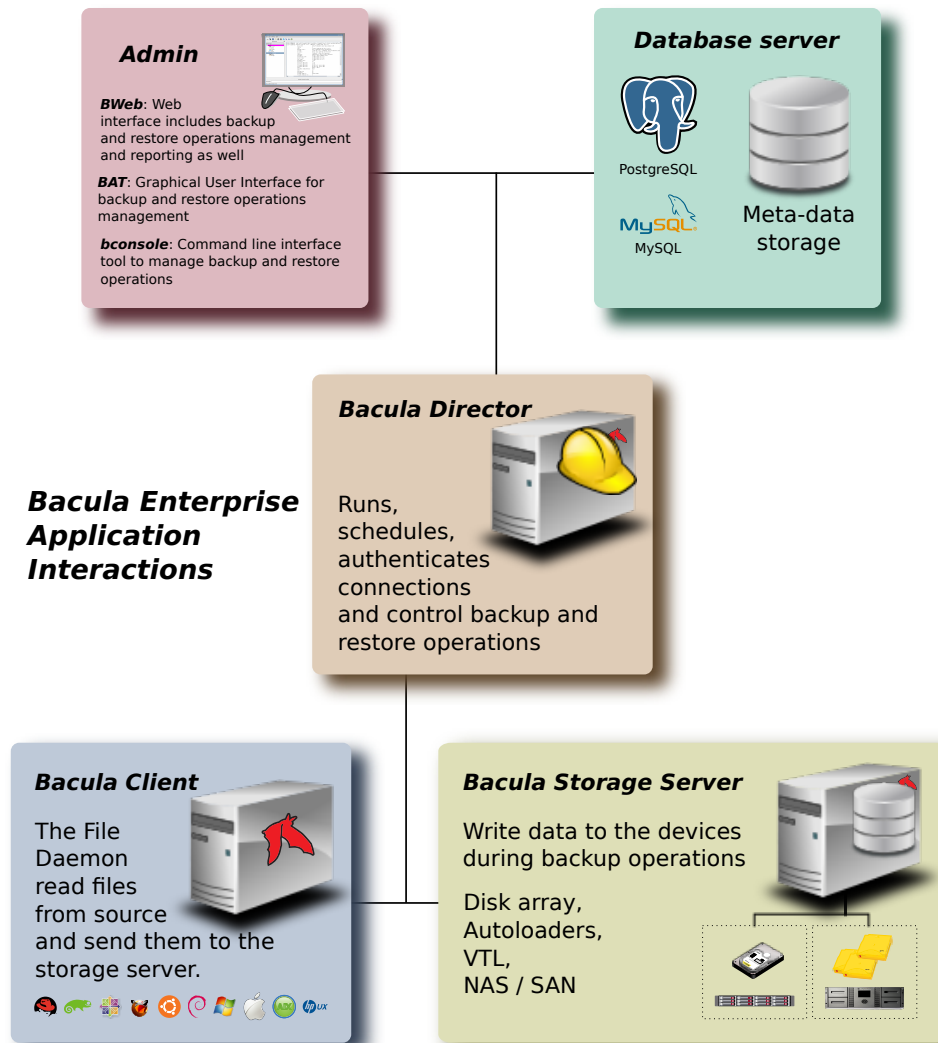 Admin
BWeb: Web
interface includes backup
and restore operations management
and reporting as well
BAT: Graphical User Interface for
backup and restore operations
management
bconsole: Command line interface
tool to manage backup and restore
operations
Database server
PostgreSQL
MySQL®
MySQL
Meta-data
storage
Bacula Enterprise
Application
Interactions
Bacula Director
Runs,
schedules,
authenticates
connections
and control backup and
restore operations
Bacula Client
The File
Daemon
read files
from source
and send them to the
storage server.
AIX
hp UX
Bacula Storage Server
Write data to the devices
during backup operations
Disk array,
Autoloaders,
VTL,
NAS / SAN